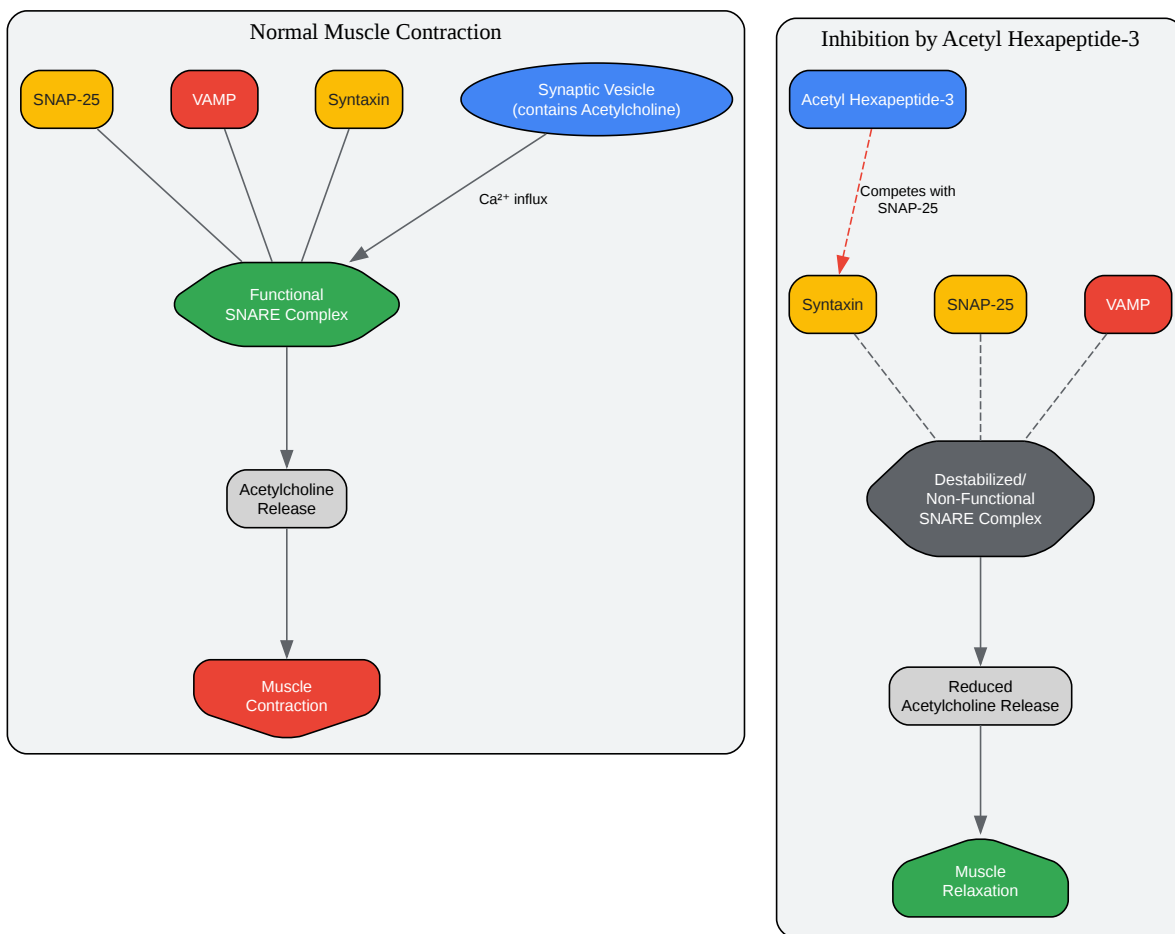 Normal Muscle Contraction
SNAP-25
VAMP
Syntaxin
Synaptic Vesicle
(contains Acetylcholine)
Ca²⁺ influx
Functional
SNARE Complex
Acetylcholine
Release
Muscle
Contraction
Inhibition by Acetyl Hexapeptide-3
Acetyl Hexapeptide-3
Competes with
SNAP-25
Syntaxin
SNAP-25
VAMP
Destabilized/
Non-Functional
SNARE Complex
Reduced
Acetylcholine Release
Muscle
Relaxation